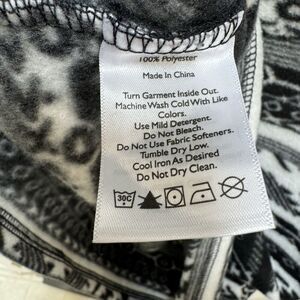 100% Polyester
Made In China
Turn Garment Inside Out.
Machine Wash Cold With Like
Colors.
Use Mild Detergent.
Do Not Bleach.
Do Not Use Fabric Softeners.
Tumble Dry Low.
Cool Iron As Desired
Do Not Dry Clean.
30C